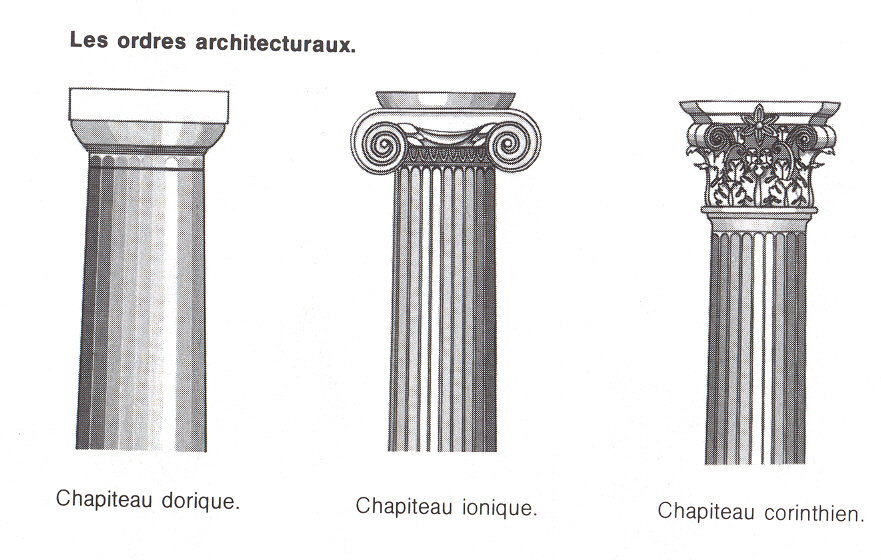 Les ordres architecturaux.
Chapiteau dorique.
Chapiteau ionique.
Chapiteau corinthien.